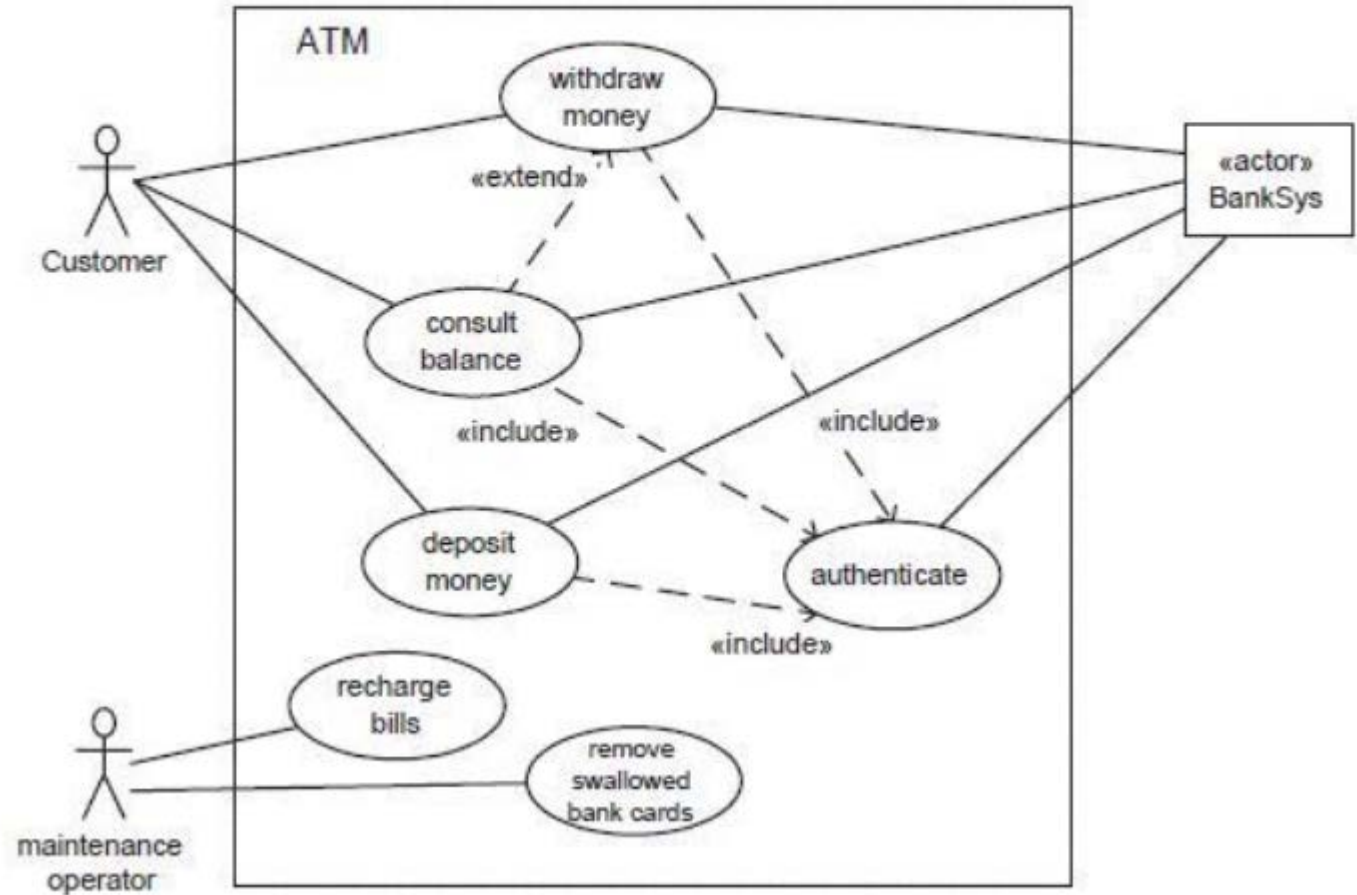 ATM
withdraw
money
«extend»
«actor»
BankSys
Customer
consult
balance
«include»
«include»
deposit
money
authenticate
«include»
recharge
bills
remove
swallowed
bank cards
maintenance
operator